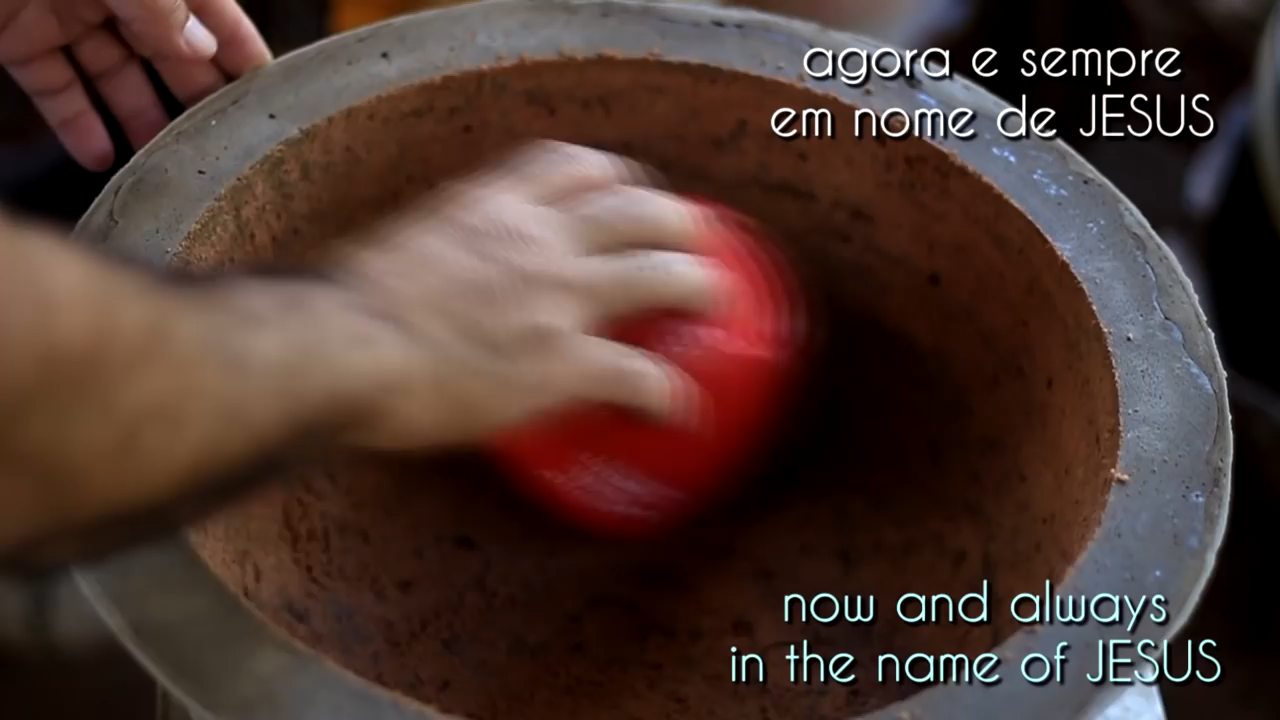 agora e sempre
em nome de JESUS
now and always
in the name of JESUS